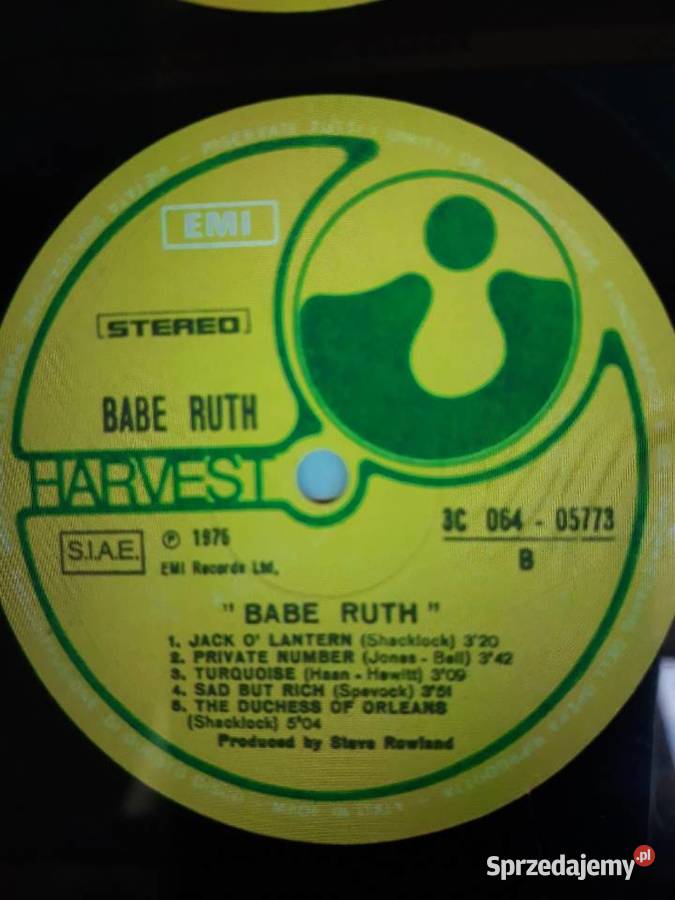 EMI
STEREO
BABE RUTH
HARVEST
3C 064 - 05773
B
S.I.A.E.
℗ 1975
EMI Records Ltd.
" BABE RUTH "
1. JACK O' LANTERN (Shacklock) 3'20
2. PRIVATE NUMBER (Jones - Bell) 3'42
3. TURQUOISE (Haan - Hewitt) 3'09
4. SAD BUT RICH (Spevock) 3'51
5. THE DUCHESS OF ORLEANS
(Shacklock) 5'04
Produced by Steve Rowland
Sprzedajemy.pl